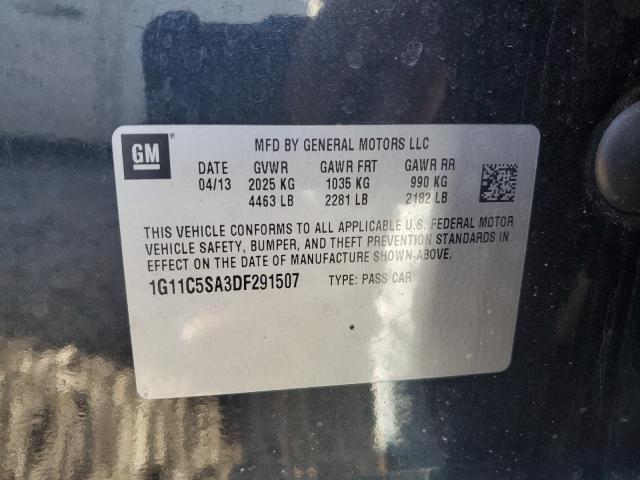 GM
MFD BY GENERAL MOTORS LLC
DATE GVWR GAWR FRT GAWR RR
04/13 2025 KG 1035 KG 990 KG
4463 LB 2281 LB 2182 LB
THIS VEHICLE CONFORMS TO ALL APPLICABLE U.S. FEDERAL MOTOR
VEHICLE SAFETY, BUMPER, AND THEFT PREVENTION STANDARDS IN
EFFECT ON THE DATE OF MANUFACTURE SHOWN ABOVE.
1G11C5SA3DF291507 TYPE: PASS CAR